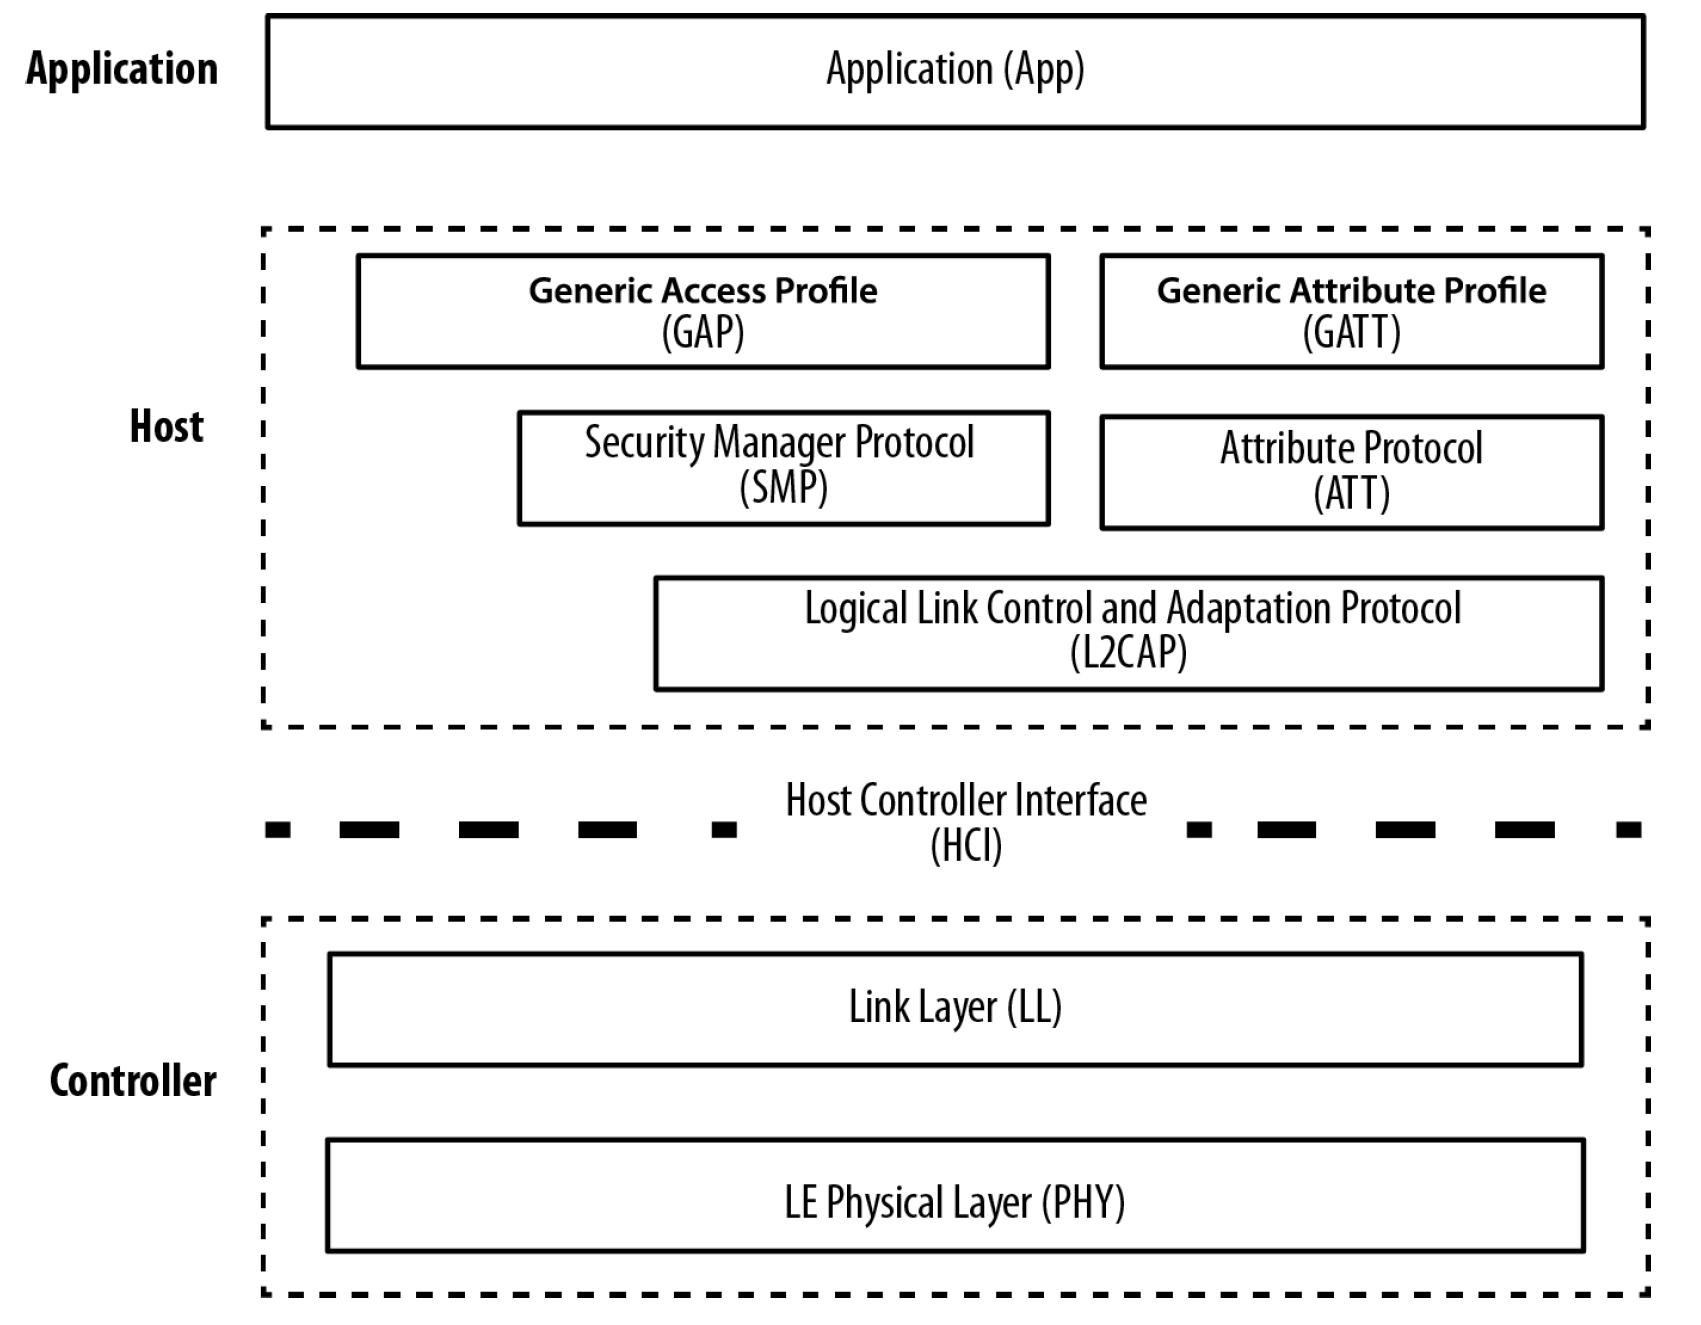 Application
Application (App)
Host
Generic Access Profile
(GAP)
Generic Attribute Profile
(GATT)
Security Manager Protocol
(SMP)
Attribute Protocol
(ATT)
Logical Link Control and Adaptation Protocol
(L2CAP)
Host Controller Interface
(HCI)
Controller
Link Layer (LL)
LE Physical Layer (PHY)